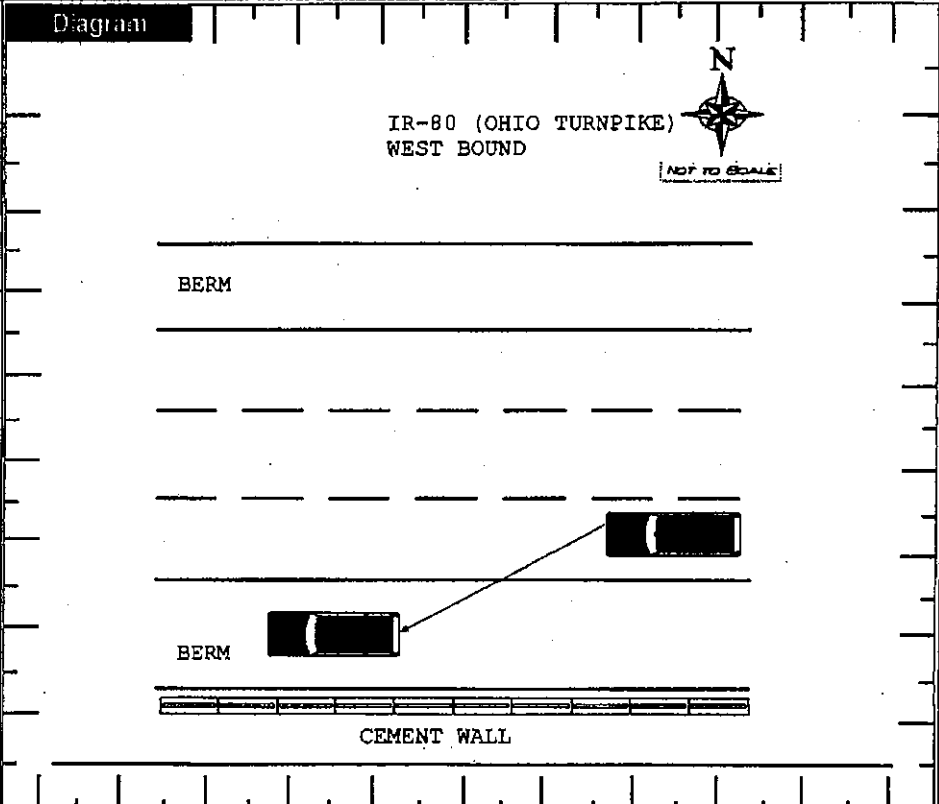 Diagram
N
IR-80 (OHIO TURNPIKE)
WEST BOUND
NOT TO SCALE
BERM
BERM
CEMENT WALL